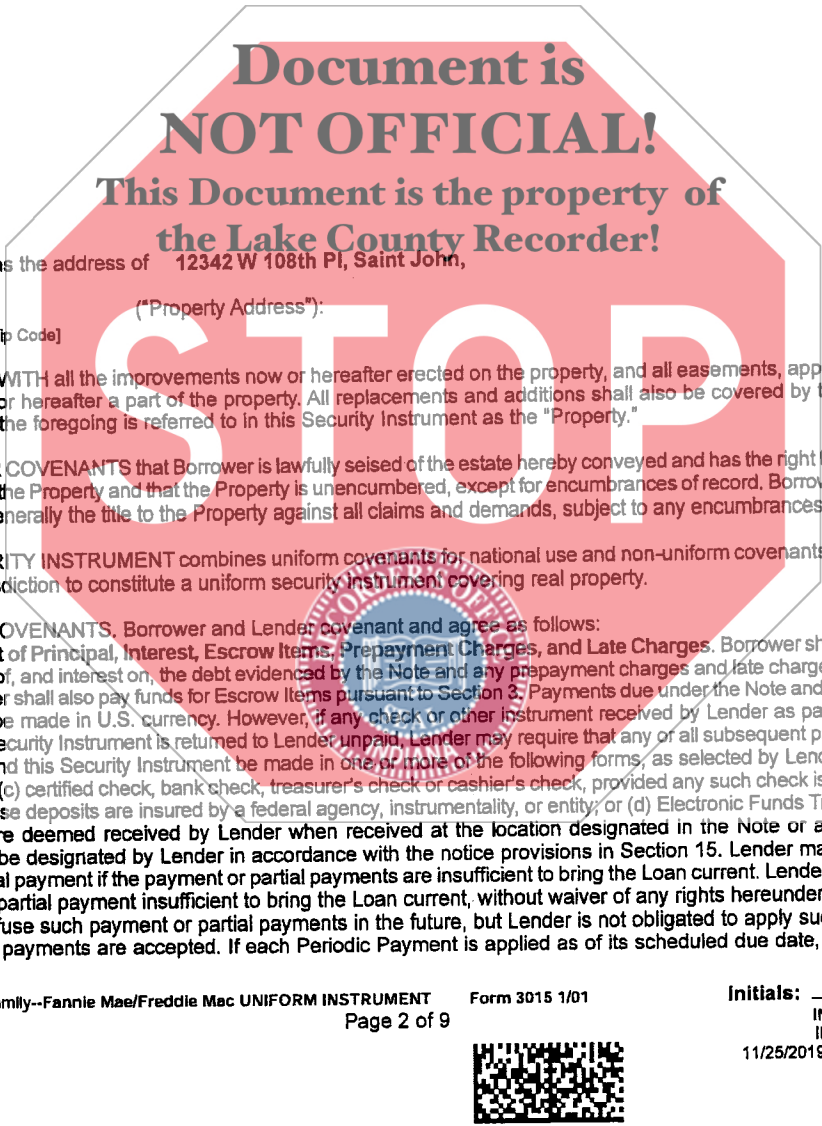 Document is
NOT OFFICIAL!
This Document is the property of
the Lake County Recorder!
s the address of 12342 W 108th Pl, Saint John,
("Property Address"):
ip Code]
STOP
WITH all the improvements now or hereafter erected on the property, and all easements, app
or hereafter a part of the property. All replacements and additions shall also be covered by t
the foregoing is referred to in this Security Instrument as the "Property."
COVENANTS that Borrower is lawfully seised of the estate hereby conveyed and has the right
the Property and that the Property is unencumbered, except for encumbrances of record. Borro
nerally the title to the Property against all claims and demands, subject to any encumbrances
RITY INSTRUMENT combines uniform covenants for national use and non-uniform covenants
diction to constitute a uniform security instrument covering real property.
RECORDER'S OFFICE
OVENANTS. Borrower and Lender covenant and agree as follows:
t of Principal, Interest, Escrow Items, Prepayment Charges, and Late Charges. Borrower sh
of, and interest on, the debt evidenced by the Note and any prepayment charges and late charge
r shall also pay funds for Escrow Items pursuant to Section 3. Payments due under the Note and
e made in U.S. currency. However, if any check or other instrument received by Lender as pa
ecurity Instrument is returned to Lender unpaid, Lender may require that any or all subsequent p
INDIANA
nd this Security Instrument be made in one or more of the following forms, as selected by Lend
(c) certified check, bank check, treasurer's check or cashier's check, provided any such check is
se deposits are insured by a federal agency, instrumentality, or entity; or (d) Electronic Funds T
re deemed received by Lender when received at the location designated in the Note or a
be designated by Lender in accordance with the notice provisions in Section 15. Lender ma
al payment if the payment or partial payments are insufficient to bring the Loan current. Lende
partial payment insufficient to bring the Loan current, without waiver of any rights hereunder
fuse such payment or partial payments in the future, but Lender is not obligated to apply su
payments are accepted. If each Periodic Payment is applied as of its scheduled due date,
mily--Fannie Mae/Freddie Mac UNIFORM INSTRUMENT Form 3015 1/01 Initials:
Page 2 of 9
11/25/2019